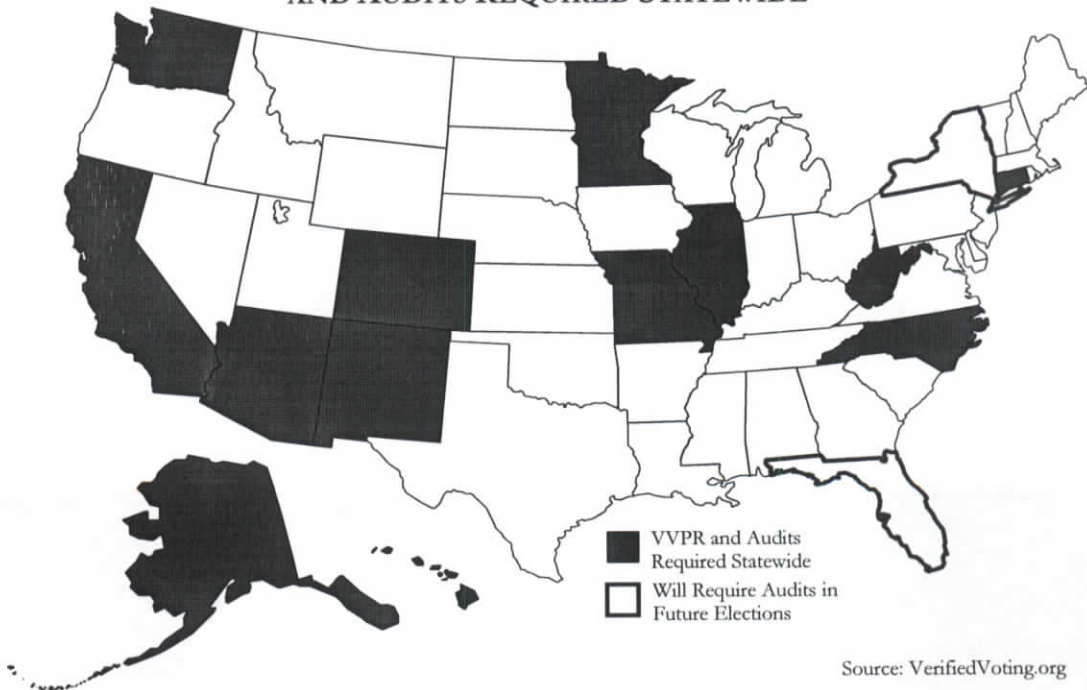 AND AUDITS REQUIRED STATEWIDE
VVPR and Audits
Required Statewide
Will Require Audits in
Future Elections
Source: VerifiedVoting.org